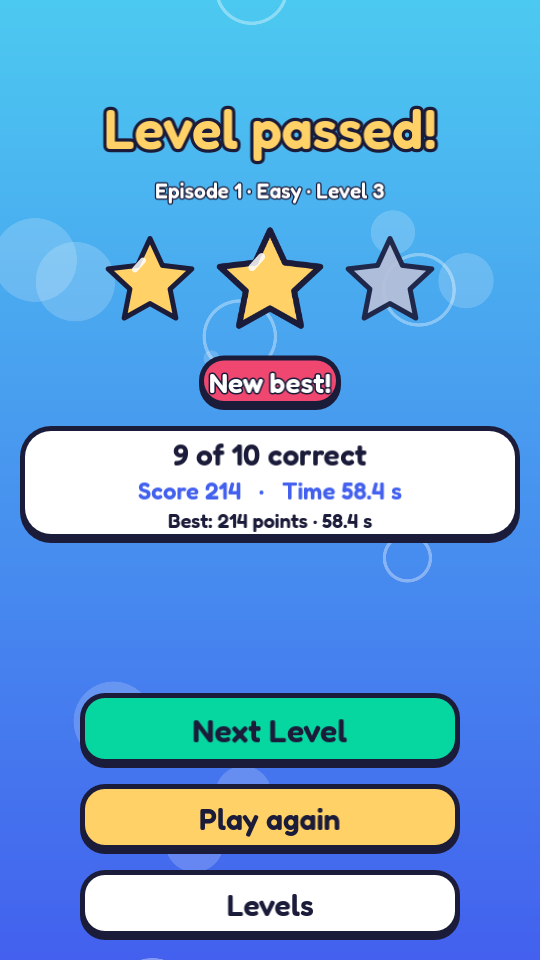 Level passed!
Episode 1 · Easy · Level 3
New best!
9 of 10 correct
Score 214 · Time 58.4 s
Best: 214 points · 58.4 s
Next Level
Play again
Levels